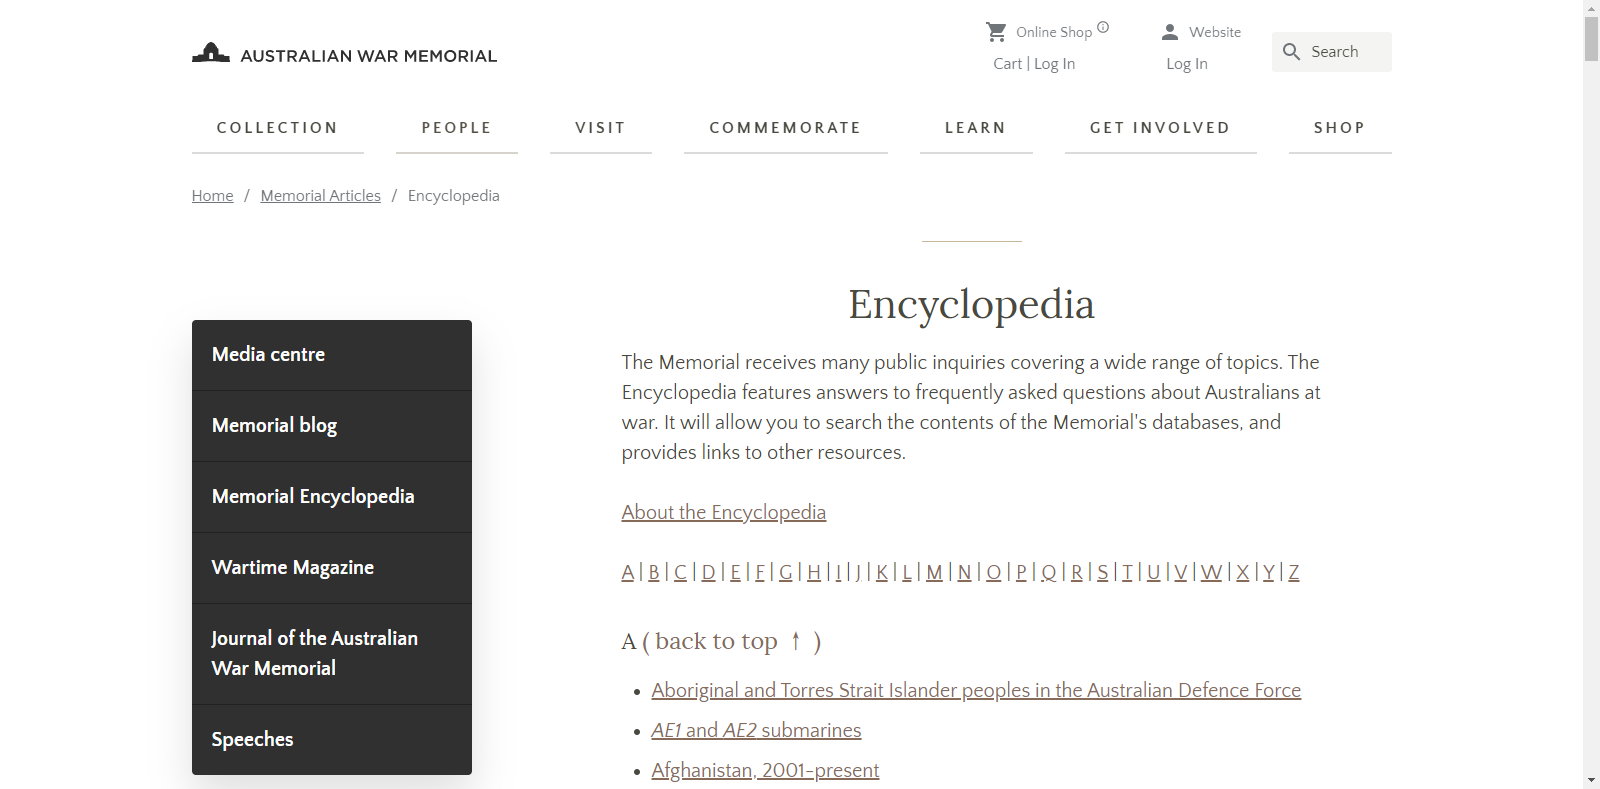 AUSTRALIAN WAR MEMORIAL
Online Shop
Cart | Log In
Website
Log In
Search
COLLECTION
PEOPLE
VISIT
COMMEMORATE
LEARN
GET INVOLVED
SHOP
Home / Memorial Articles / Encyclopedia
Media centre
Memorial blog
Memorial Encyclopedia
Wartime Magazine
Journal of the Australian
War Memorial
Speeches
Encyclopedia
The Memorial receives many public inquiries covering a wide range of topics. The
Encyclopedia features answers to frequently asked questions about Australians at
war. It will allow you to search the contents of the Memorial's databases, and
provides links to other resources.
About the Encyclopedia
A | B | C | D | E | F | G | H | I | J | K | L | M | N | O | P | Q | R | S | T | U | V | W | X | Y | Z
A ( back to top ↑ )
• Aboriginal and Torres Strait Islander peoples in the Australian Defence Force
• AE1 and AE2 submarines
• Afghanistan, 2001–present